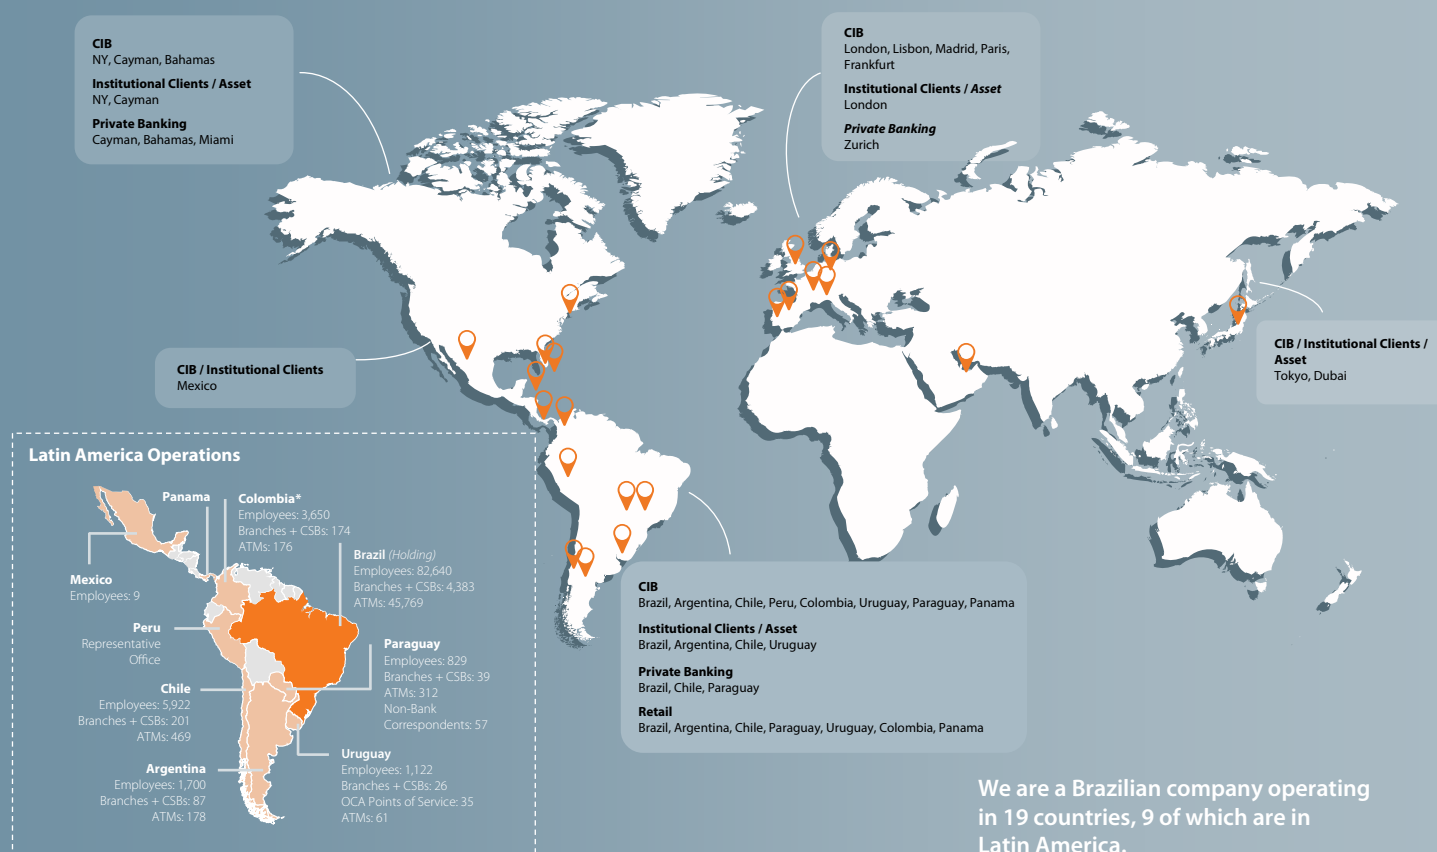 CIB
NY, Cayman, Bahamas
Institutional Clients / Asset
NY, Cayman
Private Banking
Cayman, Bahamas, Miami
CIB
London, Lisbon, Madrid, Paris,
Frankfurt
Institutional Clients / Asset
London
Private Banking
Zurich
CIB / Institutional Clients
Mexico
CIB / Institutional Clients /
Asset
Tokyo, Dubai
Latin America Operations
Panama
Colombia*
Employees: 3,650
Branches + CSBs: 174
ATMs: 176
Brazil (Holding)
Employees: 82,640
Branches + CSBs: 4,383
ATMs: 45,769
Mexico
Employees: 9
Peru
Representative
Office
Paraguay
Employees: 829
Branches + CSBs: 39
ATMs: 312
Non-Bank
Correspondents: 57
Chile
Employees: 5,922
Branches + CSBs: 201
ATMs: 469
Uruguay
Employees: 1,122
Branches + CSBs: 26
OCA Points of Service: 35
ATMs: 61
Argentina
Employees: 1,700
Branches + CSBs: 87
ATMs: 178
CIB
Brazil, Argentina, Chile, Peru, Colombia, Uruguay, Paraguay, Panama
Institutional Clients / Asset
Brazil, Argentina, Chile, Uruguay
Private Banking
Brazil, Chile, Paraguay
Retail
Brazil, Argentina, Chile, Paraguay, Uruguay, Colombia, Panama
We are a Brazilian company operating
in 19 countries, 9 of which are in
Latin America.